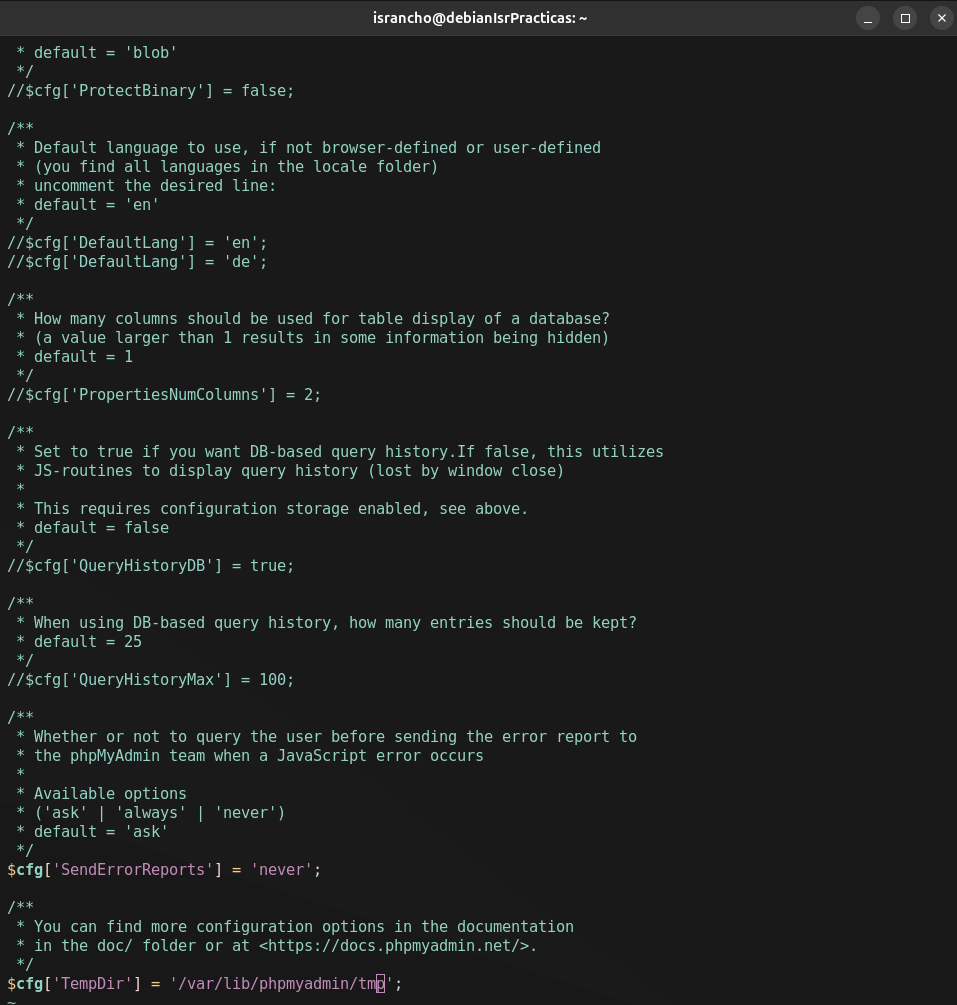 israncho@debianIsrPracticas: ~
 * default = 'blob'
 */
//$cfg['ProtectBinary'] = false;

/**
 * Default language to use, if not browser-defined or user-defined
 * (you find all languages in the locale folder)
 * uncomment the desired line:
 * default = 'en'
 */
//$cfg['DefaultLang'] = 'en';
//$cfg['DefaultLang'] = 'de';

/**
 * How many columns should be used for table display of a database?
 * (a value larger than 1 results in some information being hidden)
 * default = 1
 */
//$cfg['PropertiesNumColumns'] = 2;

/**
 * Set to true if you want DB-based query history.If false, this utilizes
 * JS-routines to display query history (lost by window close)
 *
 * This requires configuration storage enabled, see above.
 * default = false
 */
//$cfg['QueryHistoryDB'] = true;

/**
 * When using DB-based query history, how many entries should be kept?
 * default = 25
 */
//$cfg['QueryHistoryMax'] = 100;

/**
 * Whether or not to query the user before sending the error report to
 * the phpMyAdmin team when a JavaScript error occurs
 *
 * Available options
 * ('ask' | 'always' | 'never')
 * default = 'ask'
 */
$cfg['SendErrorReports'] = 'never';

/**
 * You can find more configuration options in the documentation
 * in the doc/ folder or at <https://docs.phpmyadmin.net/>.
 */
$cfg['TempDir'] = '/var/lib/phpmyadmin/tmp';
~